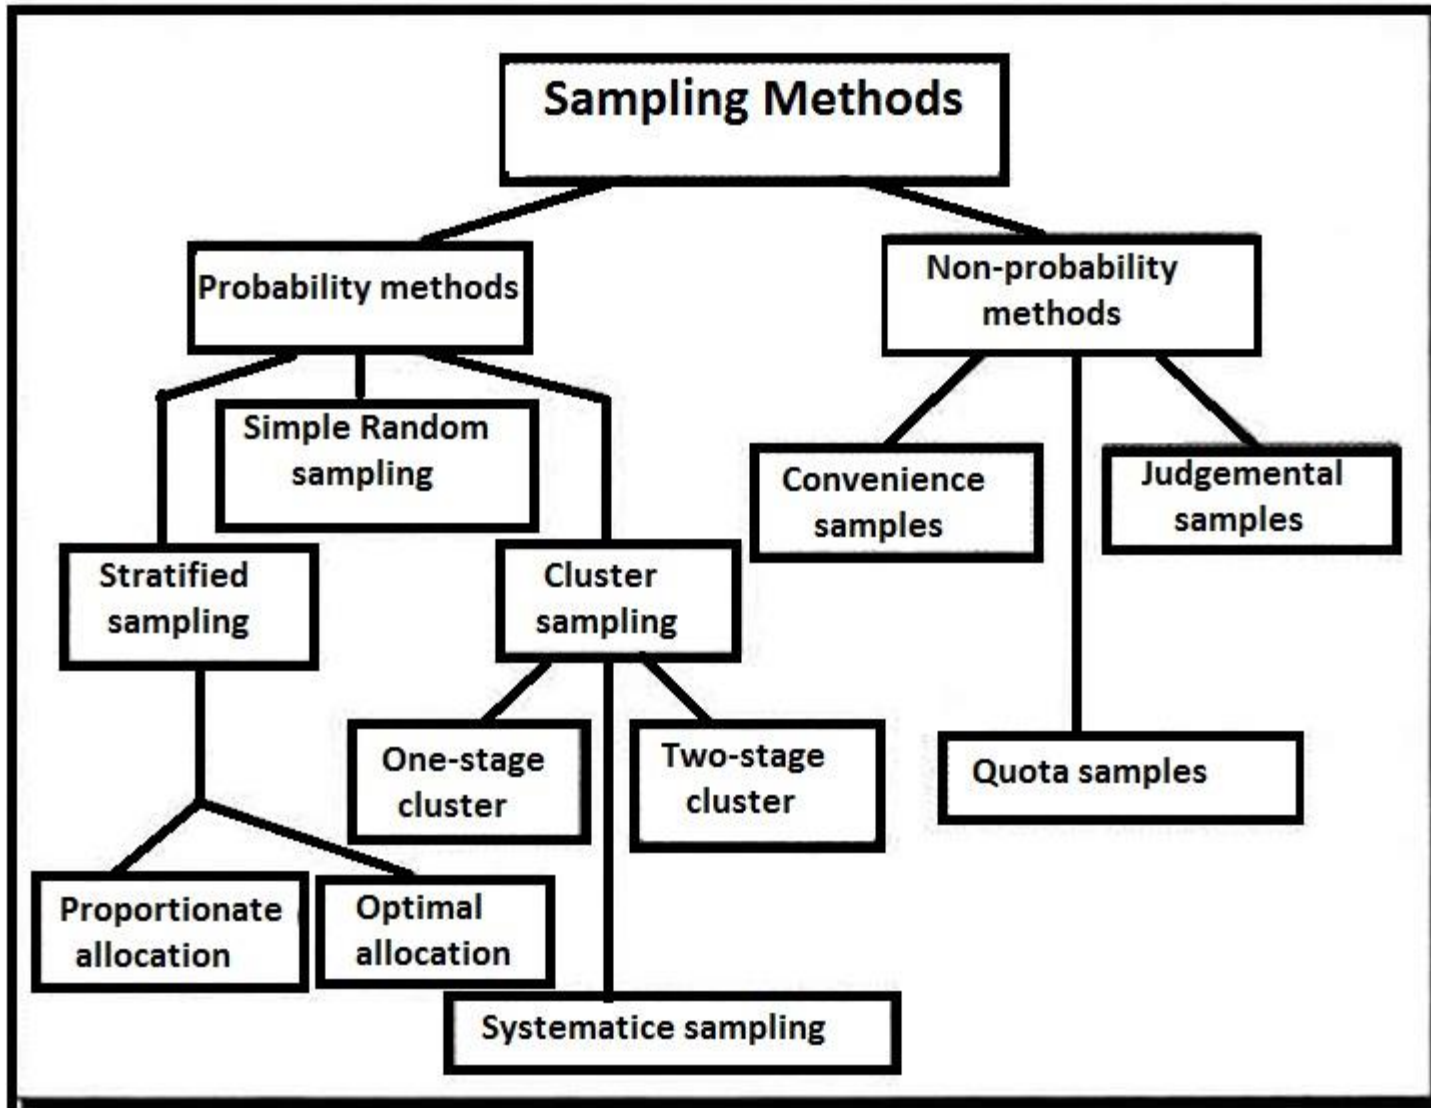 Sampling Methods
Probability methods
Non-probability
methods
Simple Random
sampling
Convenience
samples
Judgemental
samples
Stratified
sampling
Cluster
sampling
One-stage
cluster
Two-stage
cluster
Quota samples
Proportionate
allocation
Optimal
allocation
Systematice sampling